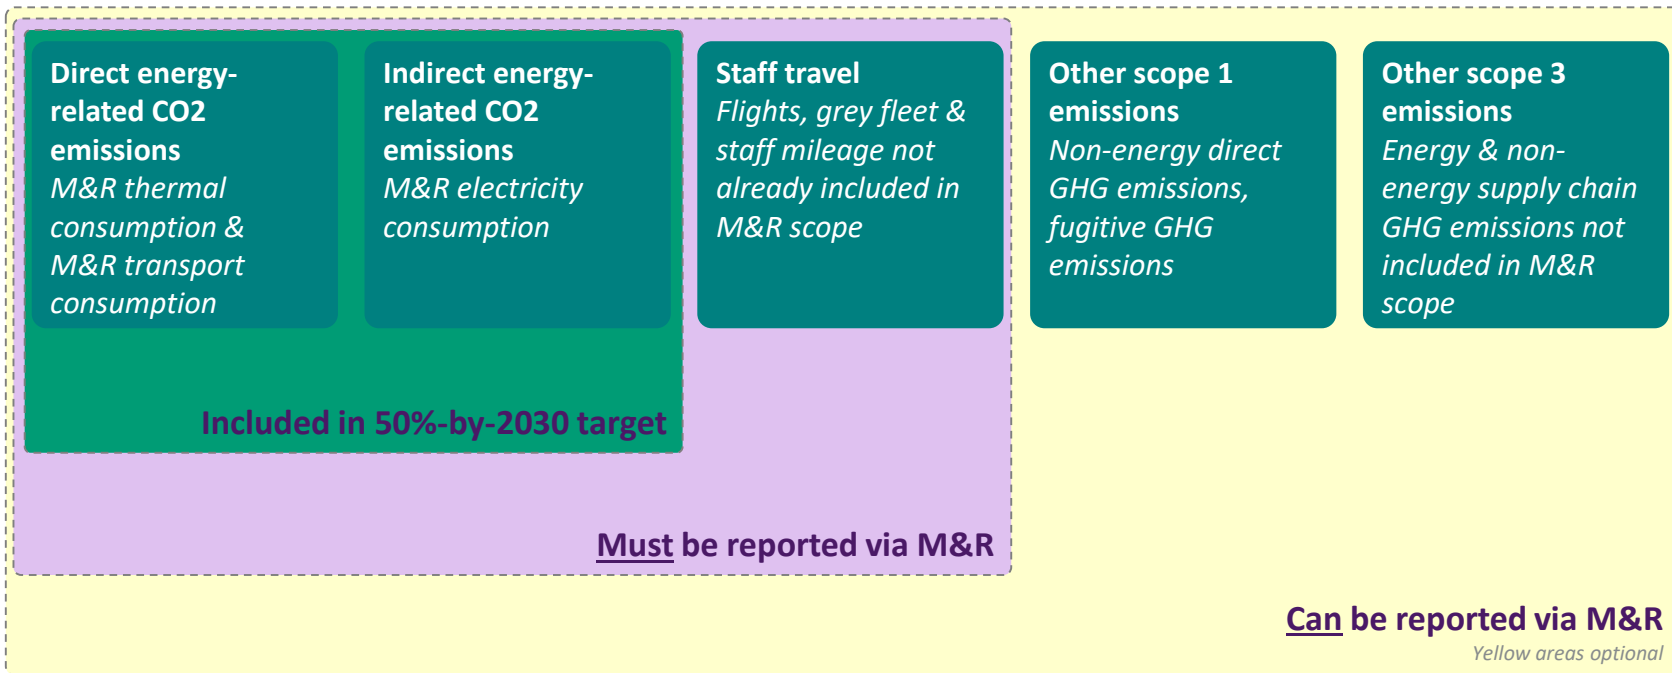 Direct energy-
related CO2
emissions
M&R thermal
consumption &
M&R transport
consumption
Indirect energy-
related CO2
emissions
M&R electricity
consumption
Staff travel
Flights, grey fleet &
staff mileage not
already included in
M&R scope
Other scope 1
emissions
Non-energy direct
GHG emissions,
fugitive GHG
emissions
Other scope 3
emissions
Energy & non-
energy supply chain
GHG emissions not
included in M&R
scope
Included in 50%-by-2030 target
Must be reported via M&R
Can be reported via M&R
Yellow areas optional